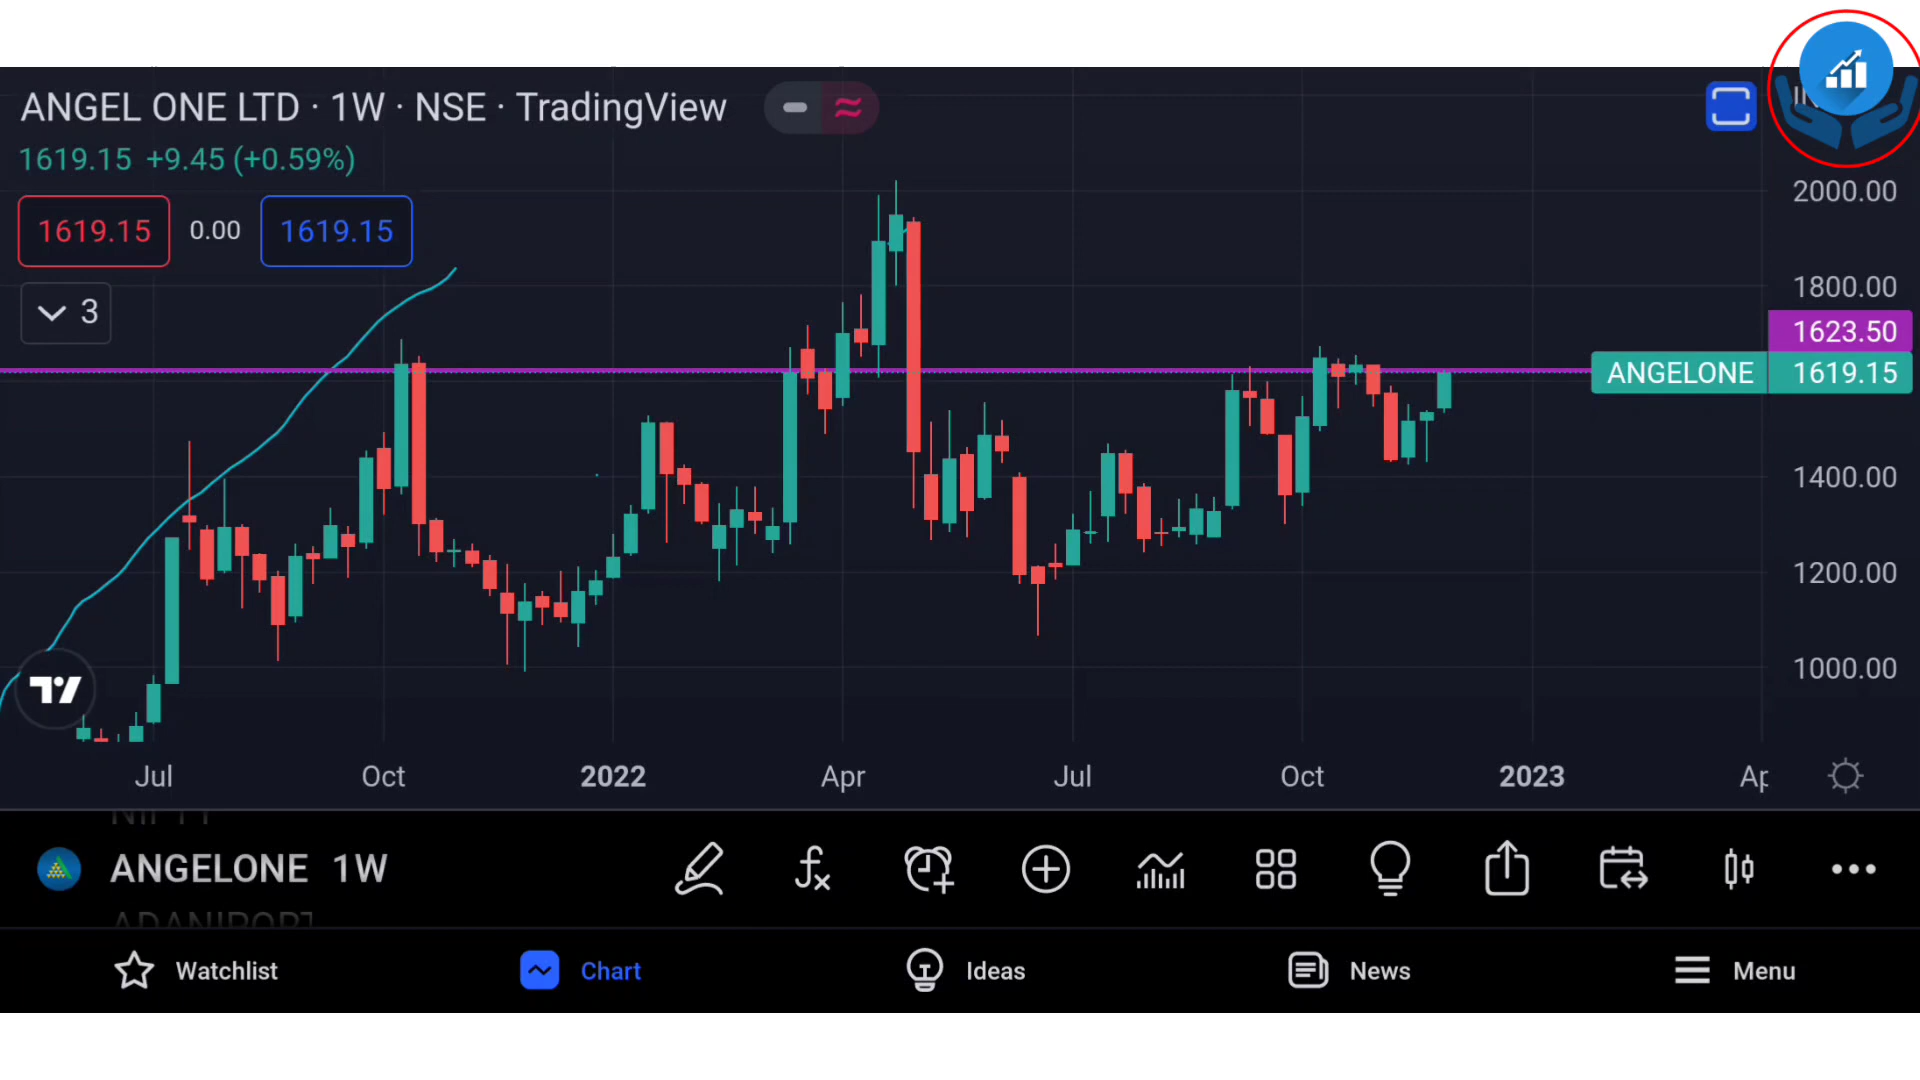 ANGEL ONE LTD · 1W · NSE · TradingView
1619.15 +9.45 (+0.59%)
1619.15 0.00 1619.15
3
2000.00
1800.00
1623.50
ANGELONE 1619.15
1400.00
1200.00
1000.00
Jul Oct 2022 Apr Jul Oct 2023
NIFTY
ANGELONE 1W
ADANIPORT
Watchlist Chart Ideas News Menu